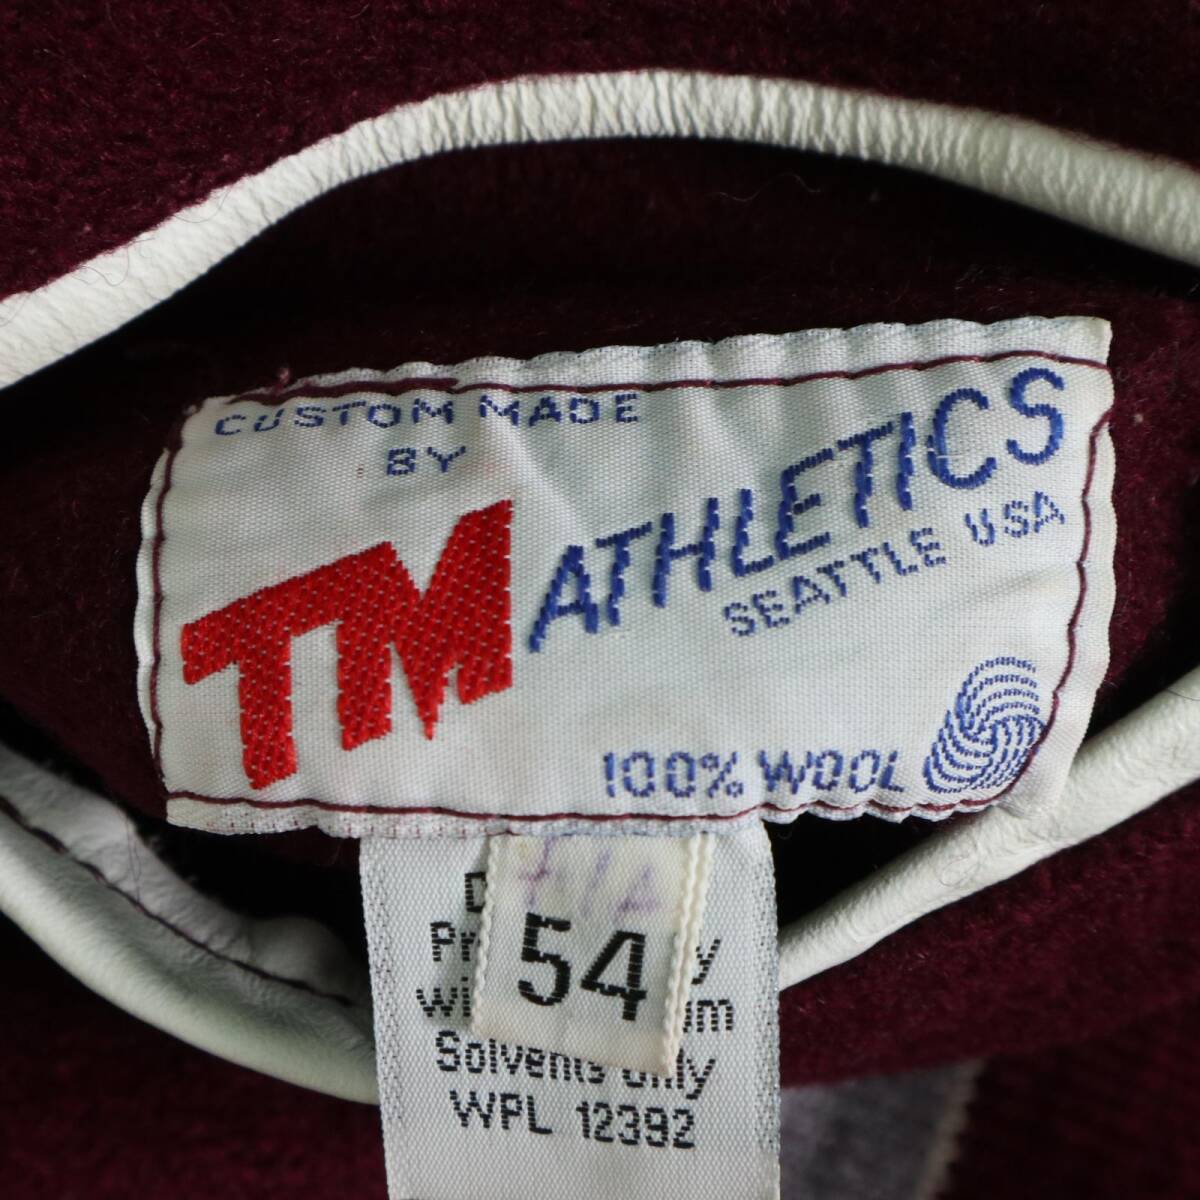 CUSTOM MADE
BY
TM ATHLETICS
SEATTLE USA
100% WOOL
54
Solvents Only
WPL 12392